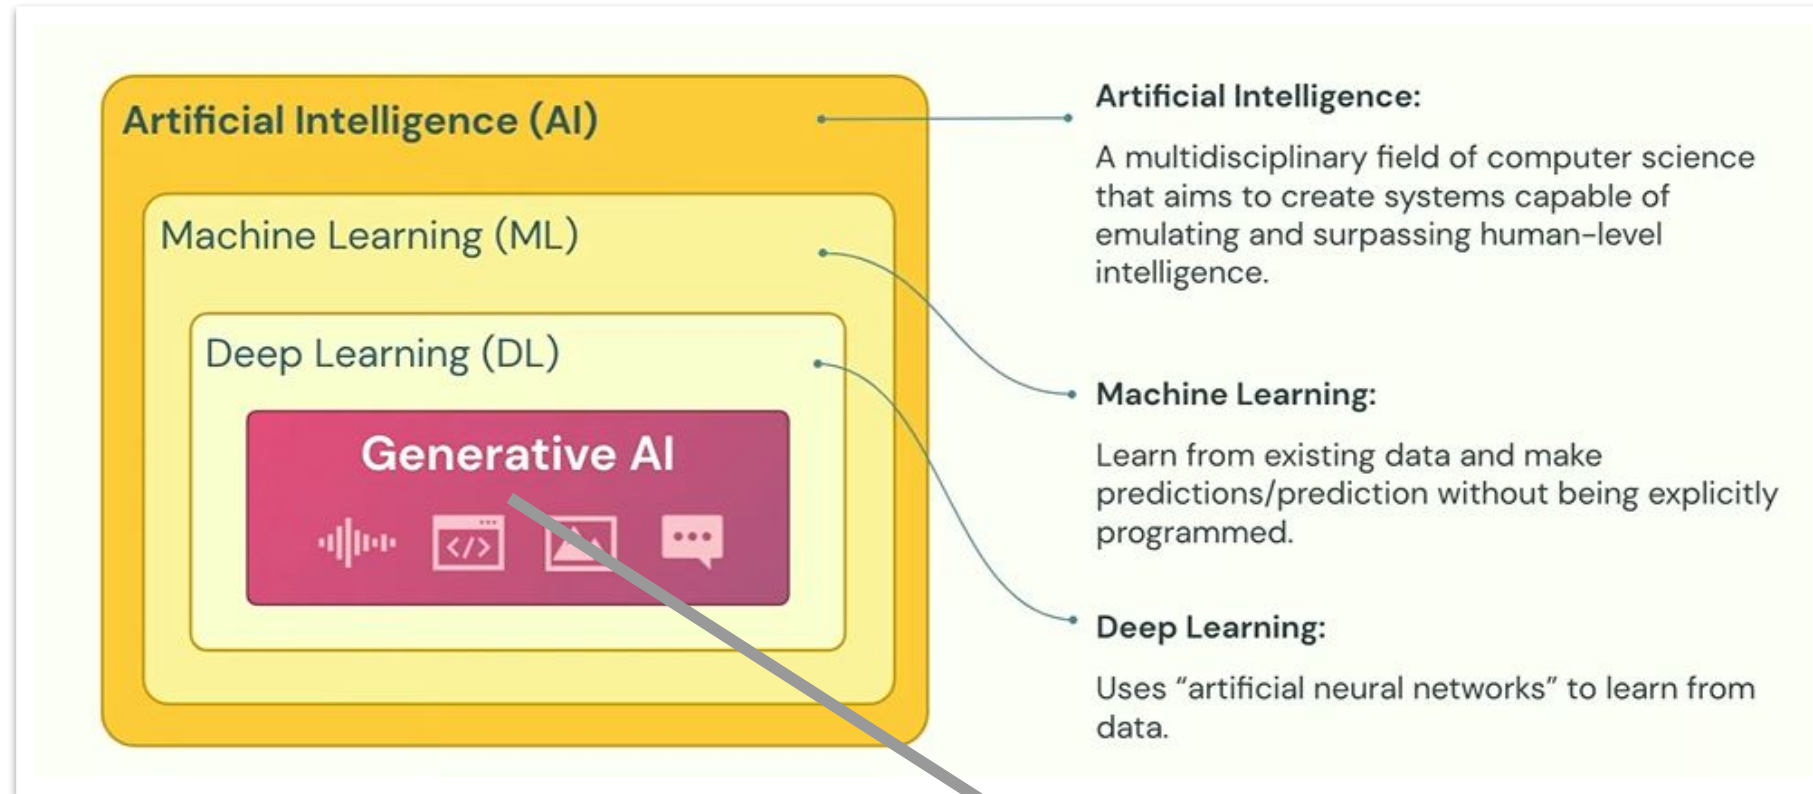 Artificial Intelligence (AI)
Machine Learning (ML)
Deep Learning (DL)
Generative AI
</>
Artificial Intelligence:
A multidisciplinary field of computer science
that aims to create systems capable of
emulating and surpassing human-level
intelligence.
Machine Learning:
Learn from existing data and make
predictions/prediction without being explicitly
programmed.
Deep Learning:
Uses “artificial neural networks” to learn from
data.